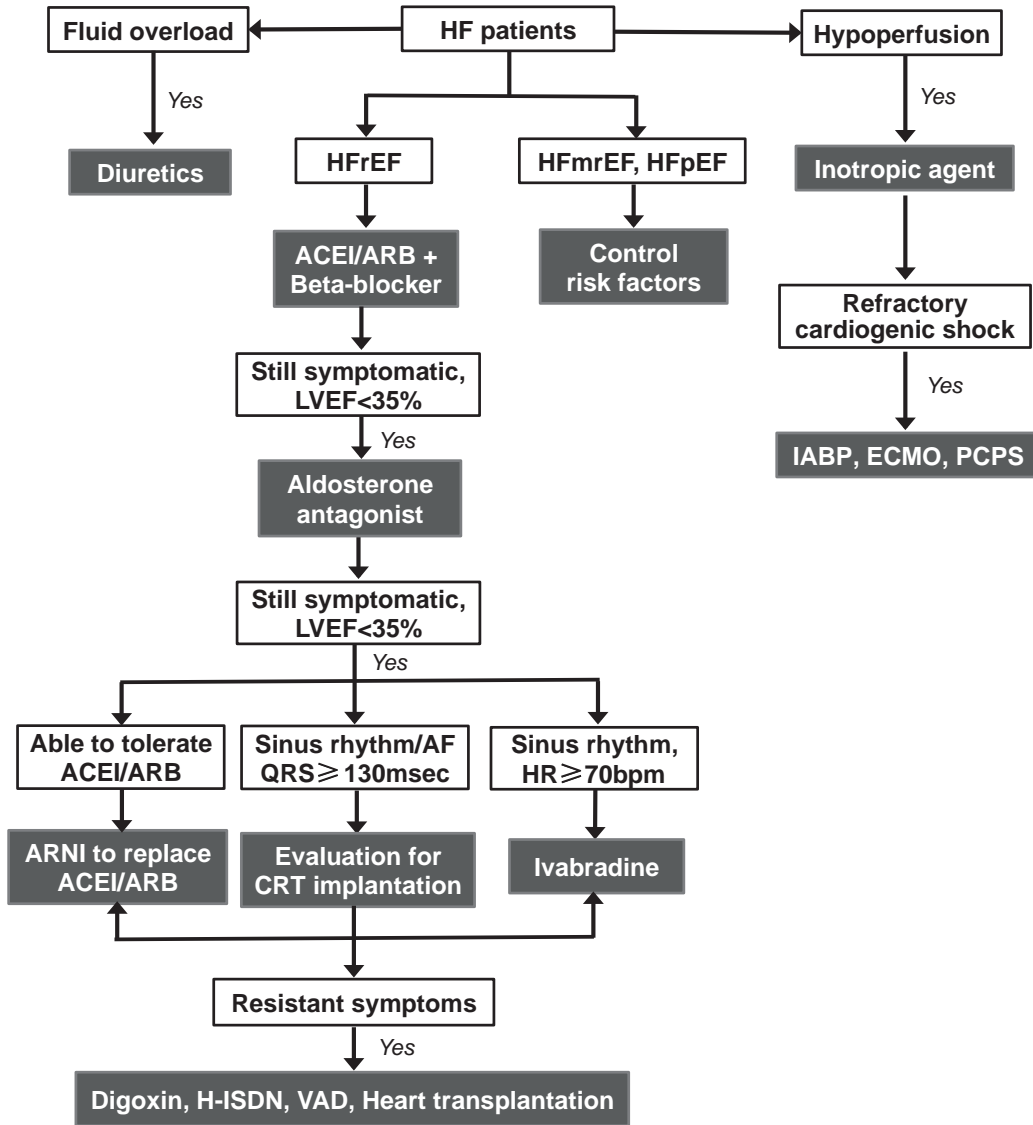 Fluid overload
HF patients
Hypoperfusion
Yes
Yes
Diuretics
HFrEF
HFmrEF, HFpEF
Inotropic agent
ACEI/ARB +
Beta-blocker
Control
risk factors
Refractory
cardiogenic shock
Still symptomatic,
LVEF<35%
Yes
Yes
IABP, ECMO, PCPS
Aldosterone
antagonist
Still symptomatic,
LVEF<35%
Yes
Able to tolerate
ACEI/ARB
Sinus rhythm/AF
QRS≥130msec
Sinus rhythm,
HR≥70bpm
ARNI to replace
ACEI/ARB
Evaluation for
CRT implantation
Ivabradine
Resistant symptoms
Yes
Digoxin, H-ISDN, VAD, Heart transplantation